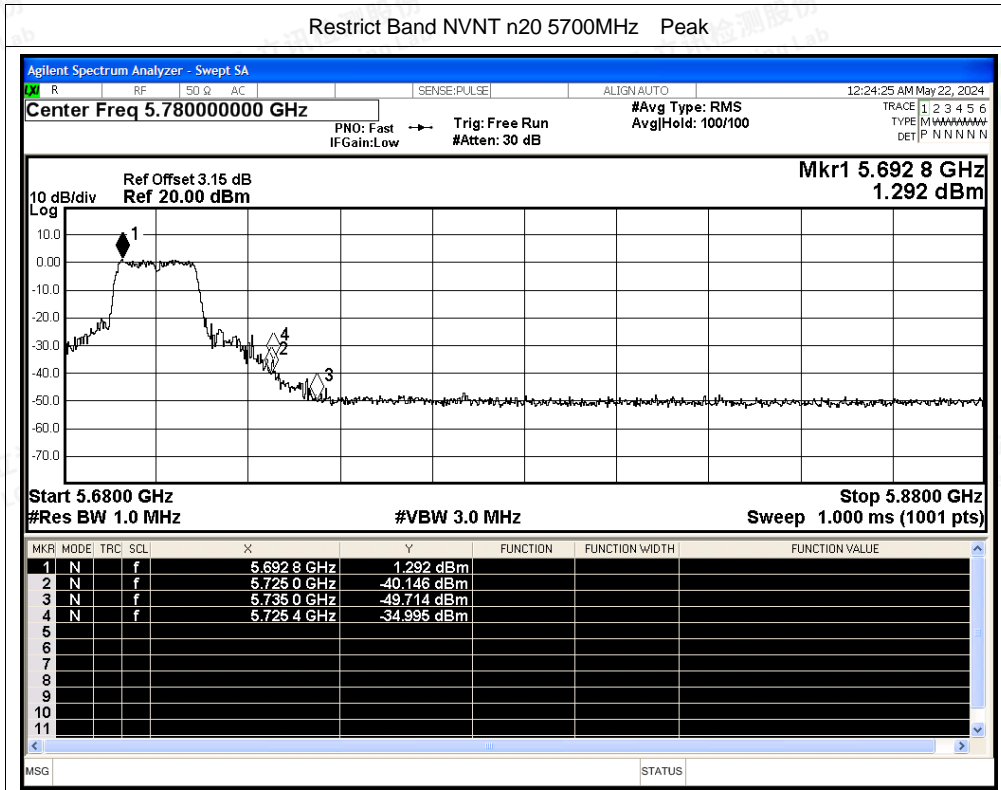 Restrict Band NVNT n20 5700MHz Peak
Agilent Spectrum Analyzer - Swept SA
LXI R RF 50 Ω AC SENSE:PULSE ALIGN AUTO 12:24:25 AM May 22, 2024
Center Freq 5.780000000 GHz
#Avg Type: RMS
TRACE 1 2 3 4 5 6
PNO: Fast Trig: Free Run Avg|Hold: 100/100
TYPE M WWWWW
IFGain:Low #Atten: 30 dB
DET P N N N N N
Mkr1 5.692 8 GHz
Ref Offset 3.15 dB
1.292 dBm
10 dB/div Ref 20.00 dBm
Log
10.0
1
0.00
-10.0
-20.0
4
-30.0
2
-40.0
3
-50.0
-60.0
-70.0
Start 5.6800 GHz Stop 5.8800 GHz
#Res BW 1.0 MHz #VBW 3.0 MHz Sweep 1.000 ms (1001 pts)
MKR MODE TRC SCL X Y FUNCTION FUNCTION WIDTH FUNCTION VALUE
1 N f 5.692 8 GHz 1.292 dBm
2 N f 5.725 0 GHz -40.146 dBm
3 N f 5.735 0 GHz -49.714 dBm
4 N f 5.725 4 GHz -34.995 dBm
5
6
7
8
9
10
11
MSG STATUS